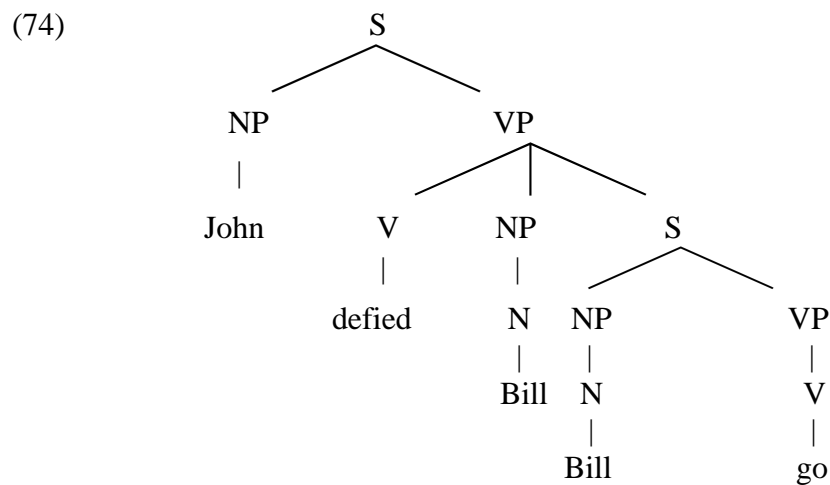 (74) S
NP VP
John V NP S
defied N NP VP
Bill N V
Bill go